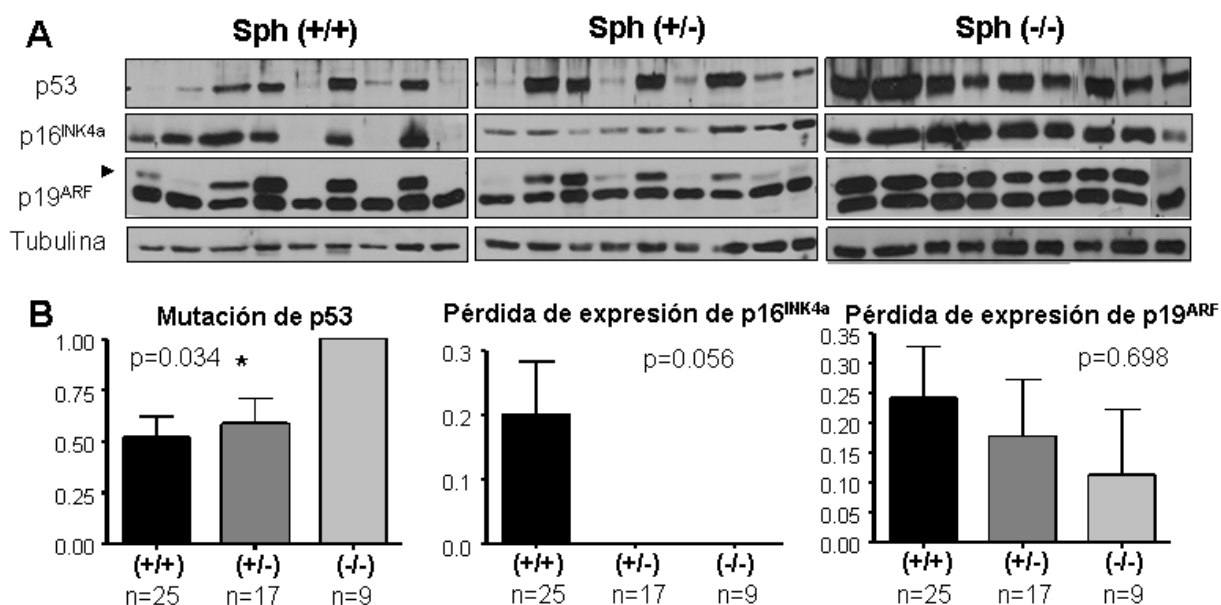 A
Sph (+/+)
Sph (+/-)
Sph (-/-)
p53
p16INK4a
p19ARF
Tubulina
B
Mutación de p53
p=0.034 *
1.00
0.75
0.50
0.25
0.00
(+/+)
(+/-)
(-/-)
n=25
n=17
n=9
Pérdida de expresión de p16INK4a
p=0.056
0.3
0.2
0.1
0.0
(+/+)
(+/-)
(-/-)
n=25
n=17
n=9
Pérdida de expresión de p19ARF
p=0.698
0.35
0.30
0.25
0.20
0.15
0.10
0.05
0.00
(+/+)
(+/-)
(-/-)
n=25
n=17
n=9